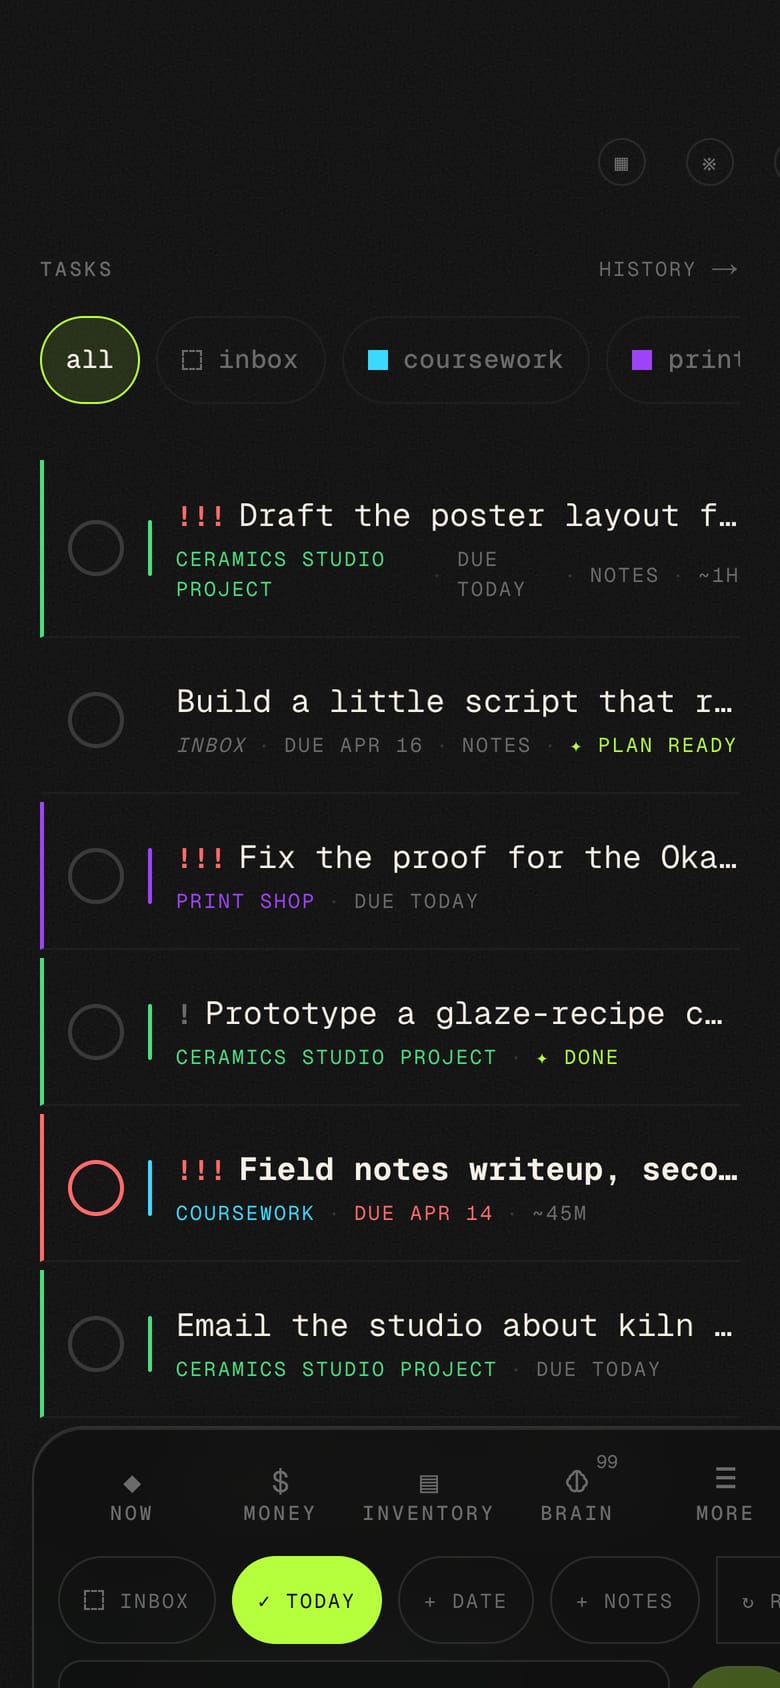 TASKS
HISTORY →
all
inbox
coursework
print
!!! Draft the poster layout f…
CERAMICS STUDIO PROJECT · DUE TODAY · NOTES · ~1H
Build a little script that r…
INBOX · DUE APR 16 · NOTES · ✦ PLAN READY
!!! Fix the proof for the Oka…
PRINT SHOP · DUE TODAY
! Prototype a glaze-recipe c…
CERAMICS STUDIO PROJECT · ✦ DONE
!!! Field notes writeup, seco…
COURSEWORK · DUE APR 14 · ~45M
Email the studio about kiln …
CERAMICS STUDIO PROJECT · DUE TODAY
99
NOW
$ MONEY
INVENTORY
BRAIN
MORE
INBOX
✓ TODAY
+ DATE
+ NOTES
↻ R